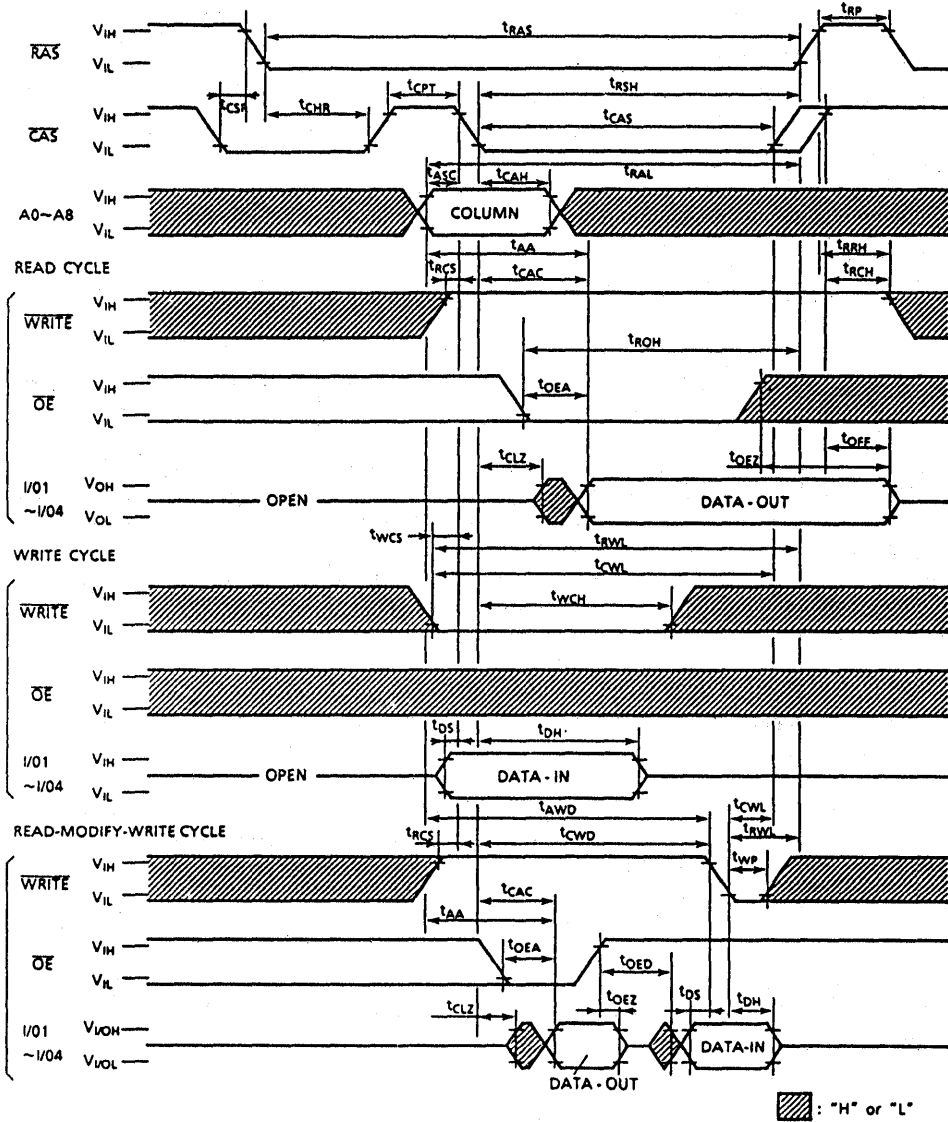 tRP
VIH
tRAS
RAS
VIL
tCPT
tRSH
tCSR
tCHR
VIH
tCAS
CAS
VIL
tRAL
tASC
tCAH
VIH
A0~A8
COLUMN
VIL
tAA
tRRH
READ CYCLE
tRCS
tCAC
tRCH
VIH
WRITE
VIL
tROH
VIH
tOEA
OE
VIL
tOFF
tCLZ
tOEZ
I/01
~I/04
VOH
OPEN
DATA - OUT
VOL
tWCS
tRWL
WRITE CYCLE
tCWL
VIH
tWCH
WRITE
VIL
VIH
OE
VIL
tDS
tDH
I/01
~I/04
VIH
OPEN
DATA - IN
VIL
tAWD
tCWL
READ-MODIFY-WRITE CYCLE
tRCS
tCWD
tRWL
VIH
tWP
WRITE
VIL
tCAC
tAA
VIH
tOEA
OE
tOED
VIL
tOEZ
tDS
tDH
tCLZ
I/01
~I/04
VI/OH
DATA-IN
VI/OL
DATA - OUT
: "H" or "L"